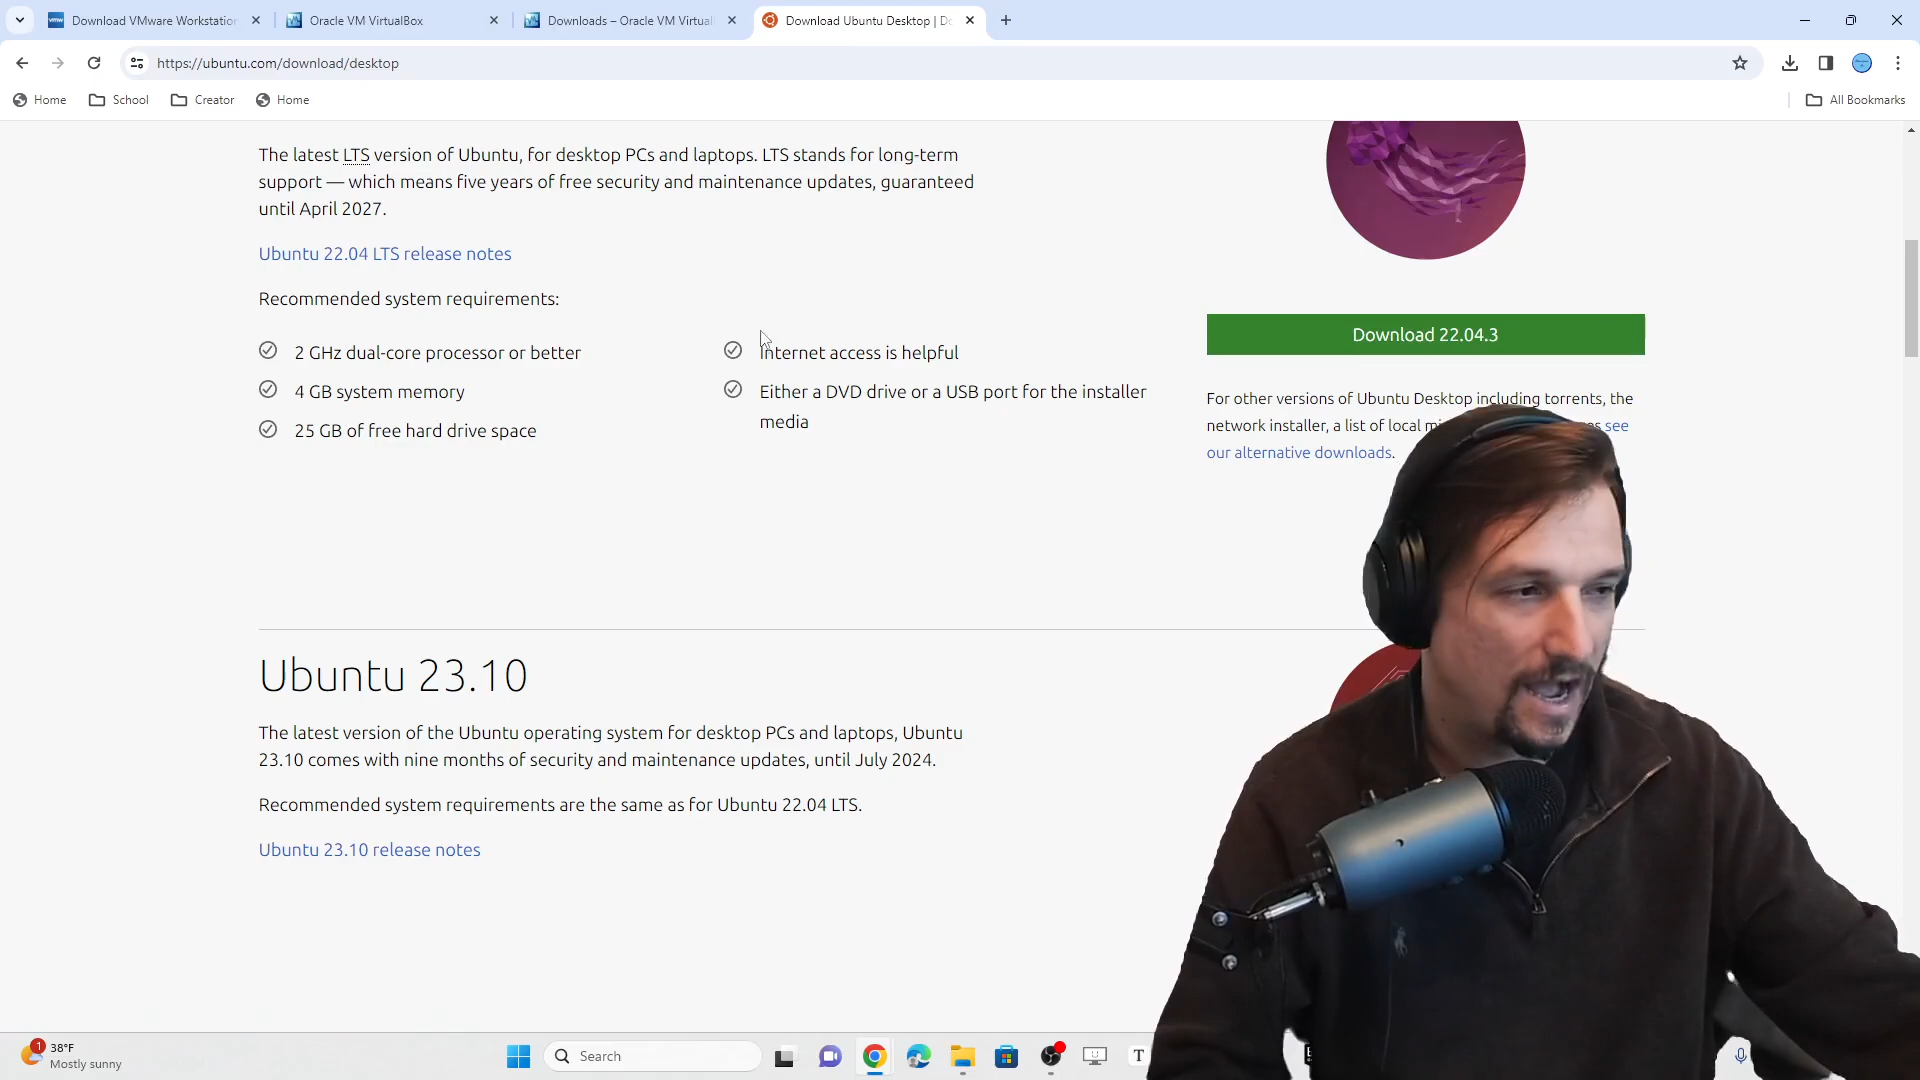 Download VMware Workstation
Oracle VM VirtualBox
Downloads – Oracle VM Virtual
Download Ubuntu Desktop | Do
https://ubuntu.com/download/desktop
Home
School
Creator
Home
All Bookmarks
The latest LTS version of Ubuntu, for desktop PCs and laptops. LTS stands for long-term
support — which means five years of free security and maintenance updates, guaranteed
until April 2027.
Ubuntu 22.04 LTS release notes
Recommended system requirements:
2 GHz dual-core processor or better
4 GB system memory
25 GB of free hard drive space
Internet access is helpful
Either a DVD drive or a USB port for the installer
media
Download 22.04.3
For other versions of Ubuntu Desktop including torrents, the
network installer, a list of local see
our alternative downloads.
Ubuntu 23.10
The latest version of the Ubuntu operating system for desktop PCs and laptops, Ubuntu
23.10 comes with nine months of security and maintenance updates, until July 2024.
Recommended system requirements are the same as for Ubuntu 22.04 LTS.
Ubuntu 23.10 release notes
1
38°F
Mostly sunny
Search
T